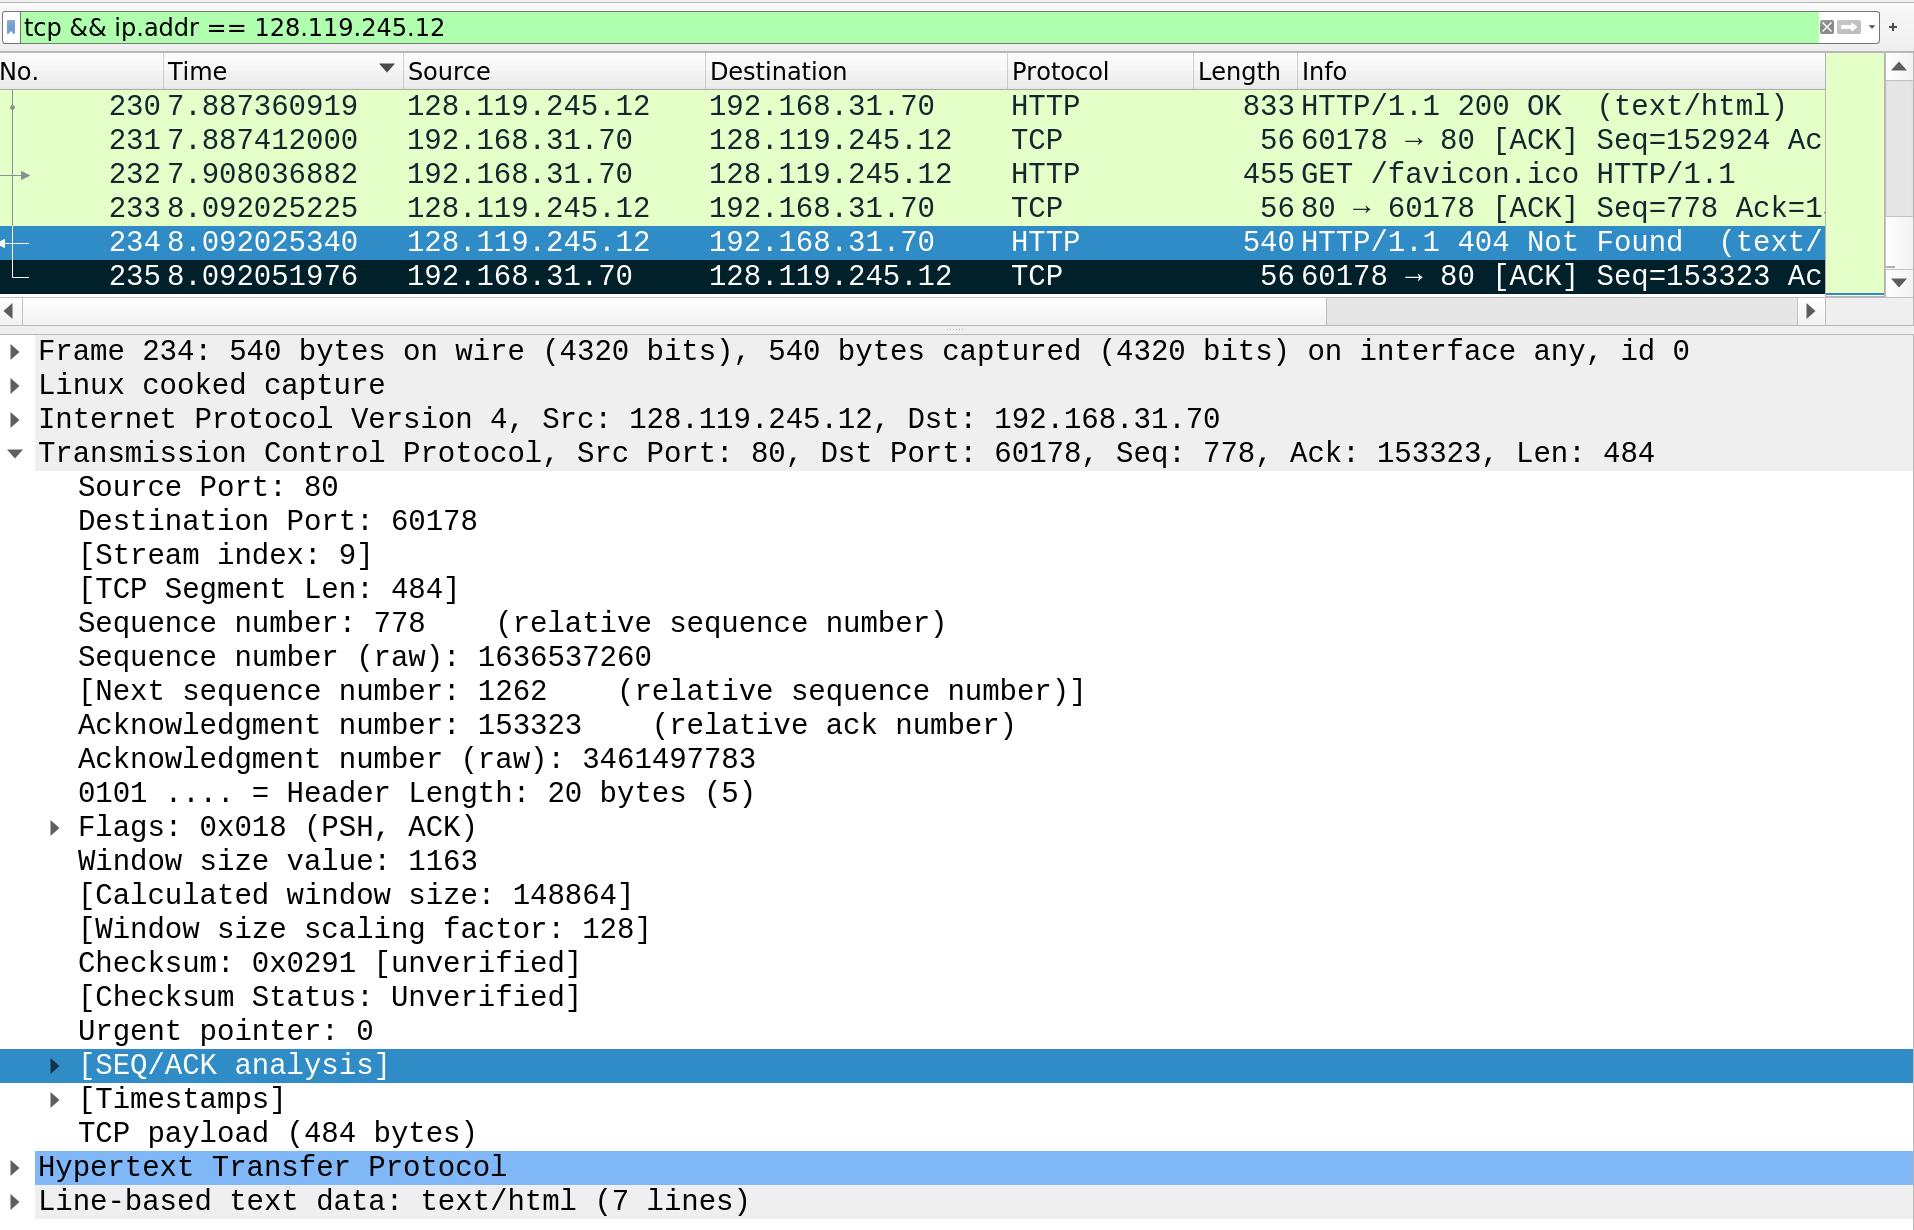 tcp && ip.addr == 128.119.245.12
No. Time Source Destination Protocol Length Info
230 7.887360919 128.119.245.12 192.168.31.70 HTTP 833 HTTP/1.1 200 OK (text/html)
231 7.887412000 192.168.31.70 128.119.245.12 TCP 56 60178 → 80 [ACK] Seq=152924 Ac
232 7.908036882 192.168.31.70 128.119.245.12 HTTP 455 GET /favicon.ico HTTP/1.1
233 8.092025225 128.119.245.12 192.168.31.70 TCP 56 80 → 60178 [ACK] Seq=778 Ack=1
234 8.092025340 128.119.245.12 192.168.31.70 HTTP 540 HTTP/1.1 404 Not Found (text/
235 8.092051976 192.168.31.70 128.119.245.12 TCP 56 60178 → 80 [ACK] Seq=153323 Ac
Frame 234: 540 bytes on wire (4320 bits), 540 bytes captured (4320 bits) on interface any, id 0
Linux cooked capture
Internet Protocol Version 4, Src: 128.119.245.12, Dst: 192.168.31.70
Transmission Control Protocol, Src Port: 80, Dst Port: 60178, Seq: 778, Ack: 153323, Len: 484
Source Port: 80
Destination Port: 60178
[Stream index: 9]
[TCP Segment Len: 484]
Sequence number: 778 (relative sequence number)
Sequence number (raw): 1636537260
[Next sequence number: 1262 (relative sequence number)]
Acknowledgment number: 153323 (relative ack number)
Acknowledgment number (raw): 3461497783
0101 .... = Header Length: 20 bytes (5)
Flags: 0x018 (PSH, ACK)
Window size value: 1163
[Calculated window size: 148864]
[Window size scaling factor: 128]
Checksum: 0x0291 [unverified]
[Checksum Status: Unverified]
Urgent pointer: 0
[SEQ/ACK analysis]
[Timestamps]
TCP payload (484 bytes)
Hypertext Transfer Protocol
Line-based text data: text/html (7 lines)